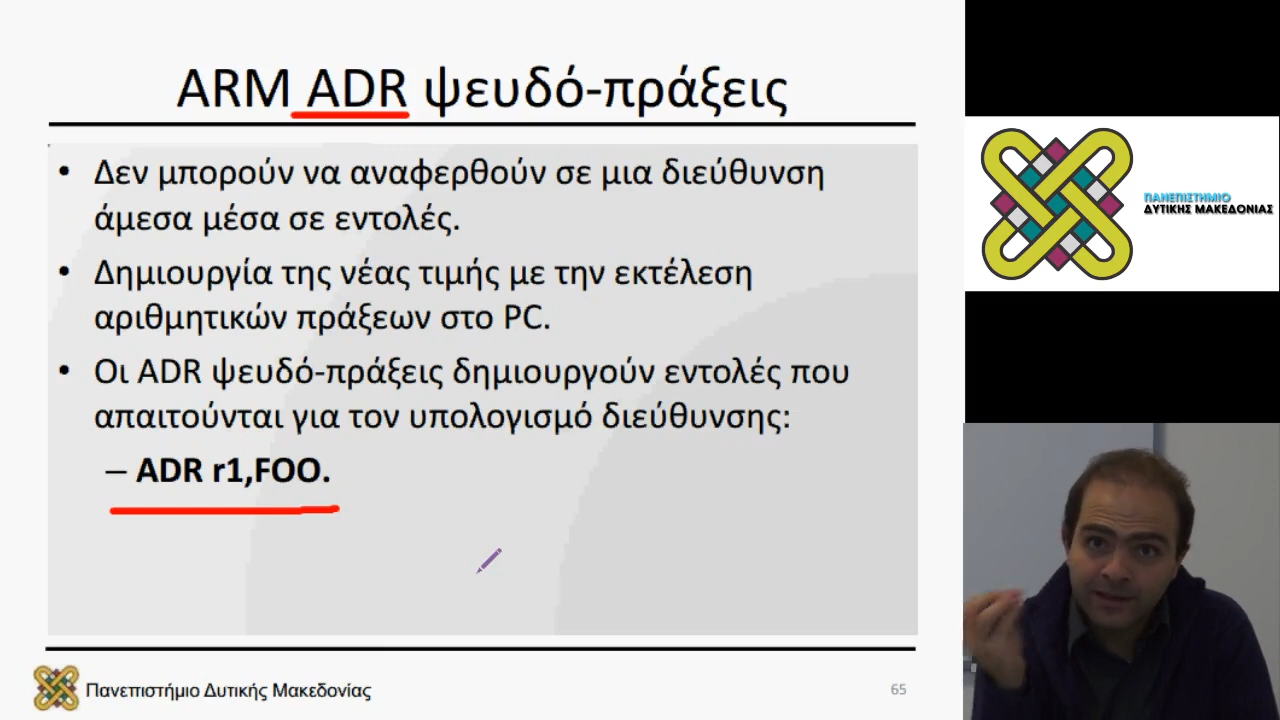 ARM ADR ψευδό-πράξεις
• Δεν μπορούν να αναφερθούν σε μια διεύθυνση
άμεσα μέσα σε εντολές.
• Δημιουργία της νέας τιμής με την εκτέλεση
αριθμητικών πράξεων στο PC.
• Οι ADR ψευδό-πράξεις δημιουργούν εντολές που
απαιτούνται για τον υπολογισμό διεύθυνσης:
– ADR r1,FOO.
Πανεπιστήμιο Δυτικής Μακεδονίας
65
ΠΑΝΕΠΙΣΤΗΜΙΟ
ΔΥΤΙΚΗΣ ΜΑΚΕΔΟΝΙΑΣ